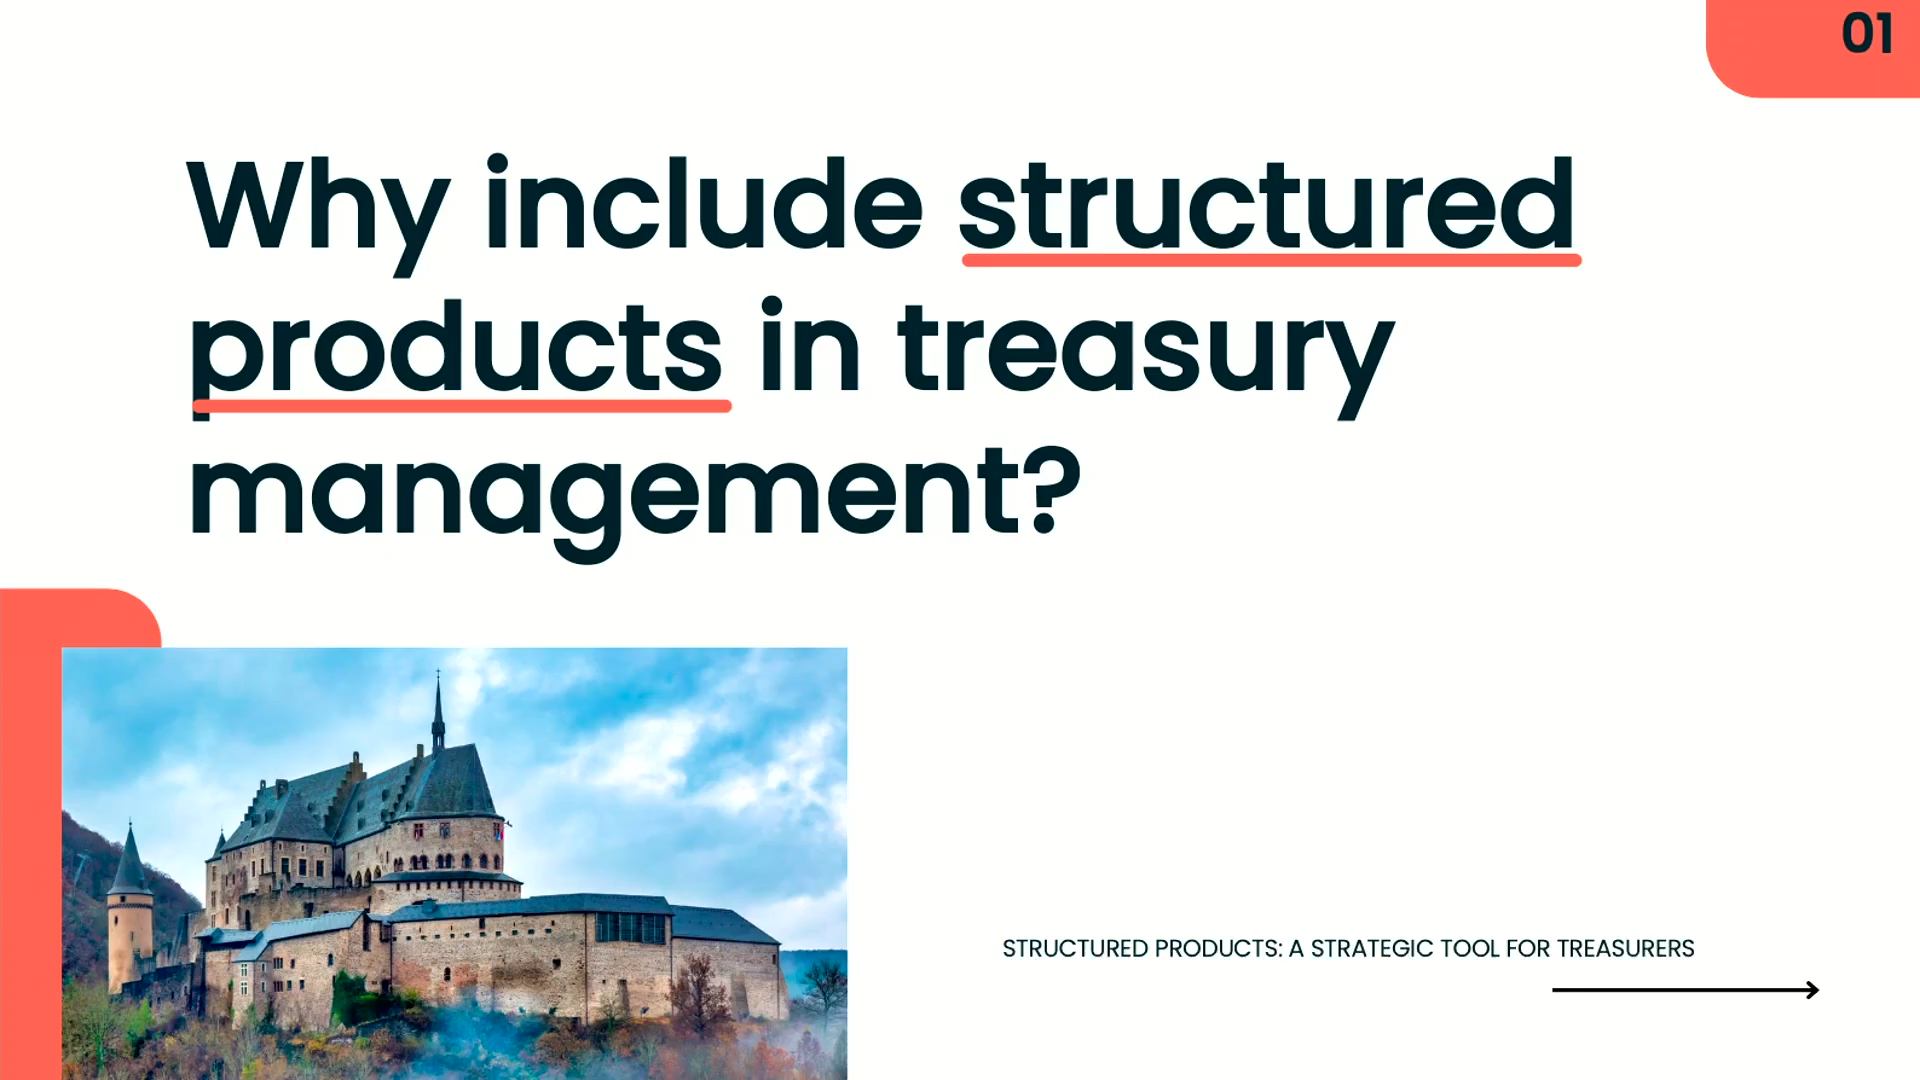 01
Why include structured
products in treasury
management?
STRUCTURED PRODUCTS: A STRATEGIC TOOL FOR TREASURERS